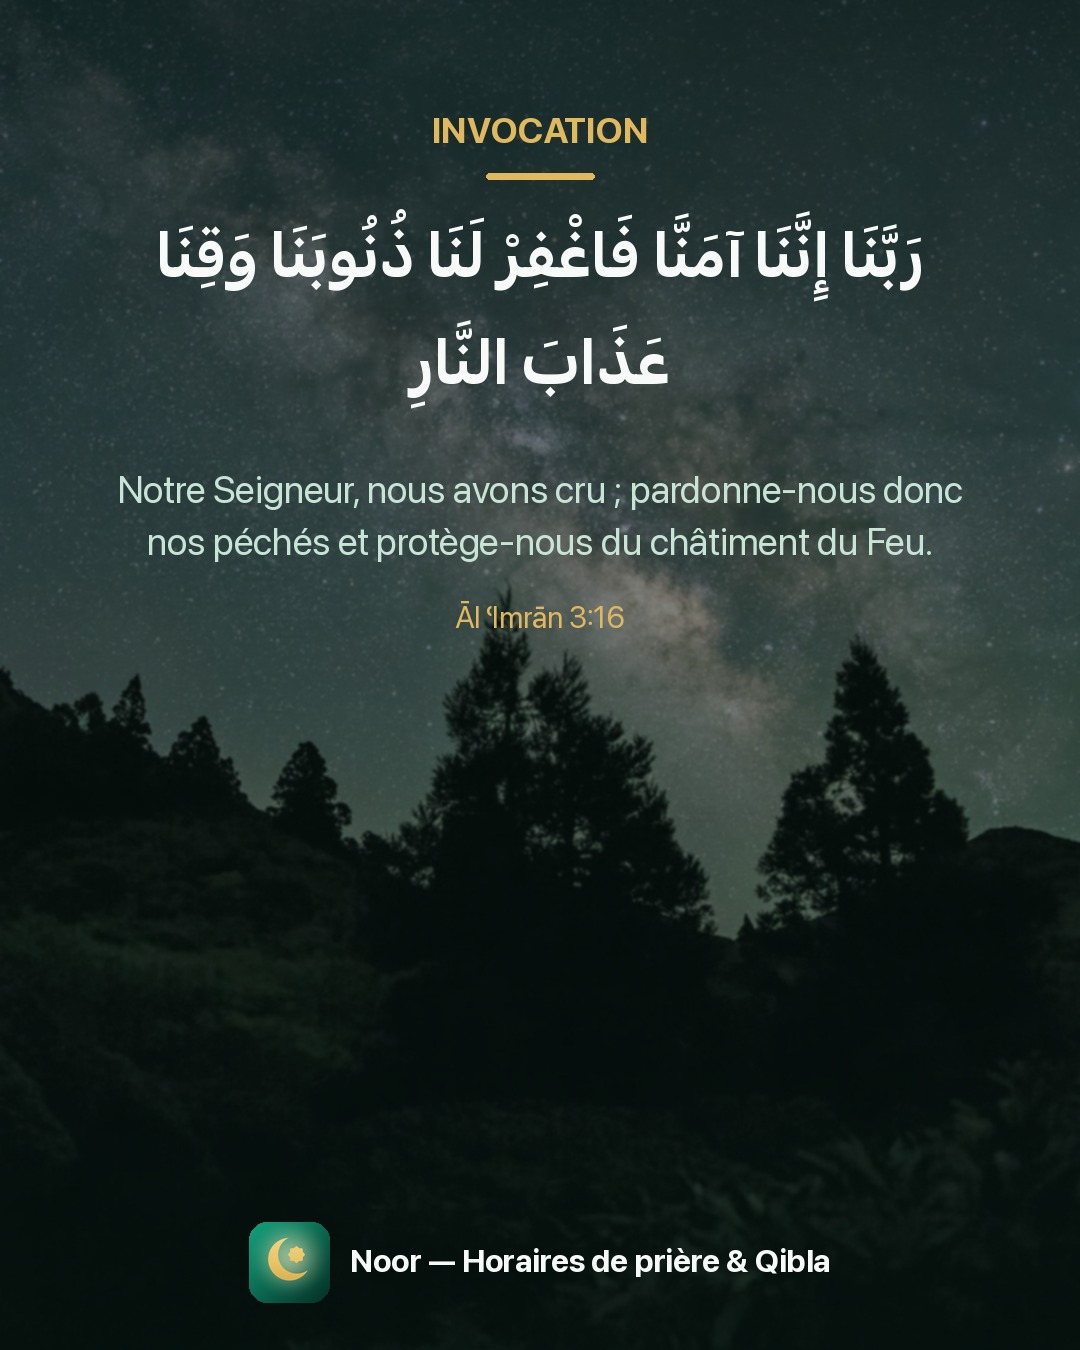 INVOCATION
رَبَّنَا إِنَّنَا آمَنَّا فَاغْفِرْ لَنَا ذُنُوبَنَا وَقِنَا
عَذَابَ النَّارِ
Notre Seigneur, nous avons cru ; pardonne-nous donc
nos péchés et protège-nous du châtiment du Feu.
Āl ʿImrān 3:16
Noor — Horaires de prière & Qibla